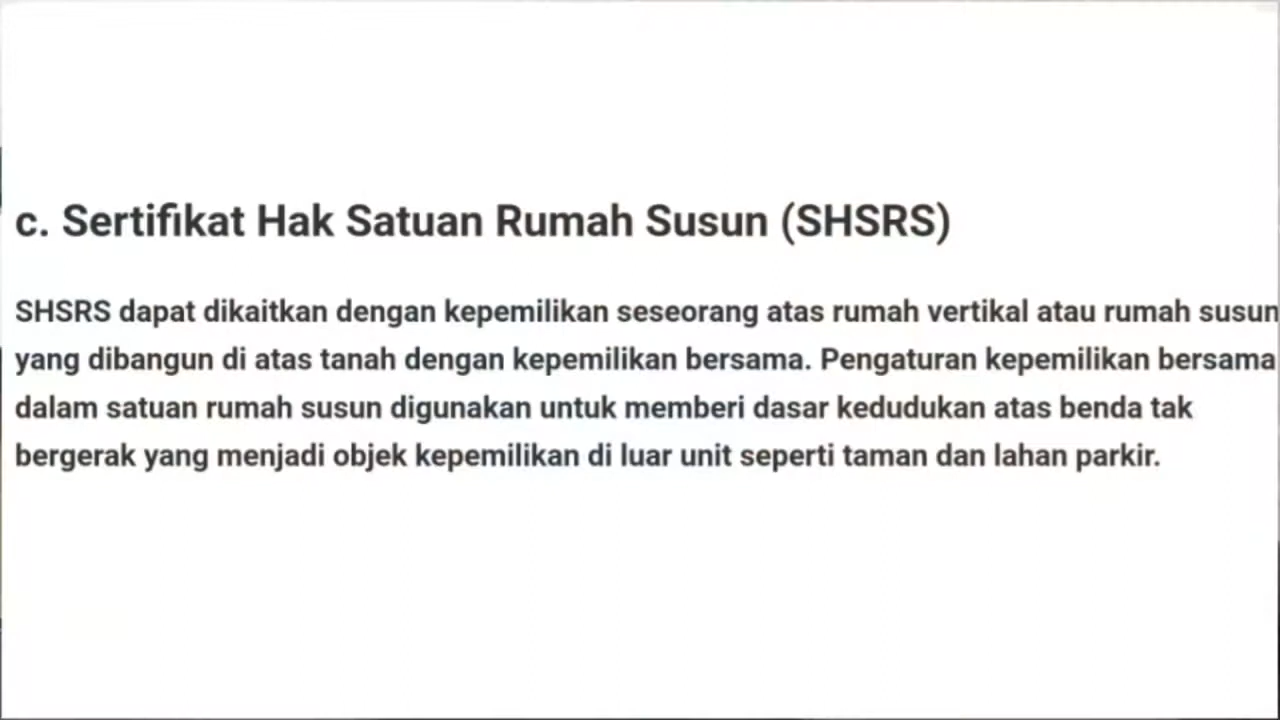 c. Sertifikat Hak Satuan Rumah Susun (SHSRS)
SHSRS dapat dikaitkan dengan kepemilikan seseorang atas rumah vertikal atau rumah susun
yang dibangun di atas tanah dengan kepemilikan bersama. Pengaturan kepemilikan bersama
dalam satuan rumah susun digunakan untuk memberi dasar kedudukan atas benda tak
bergerak yang menjadi objek kepemilikan di luar unit seperti taman dan lahan parkir.